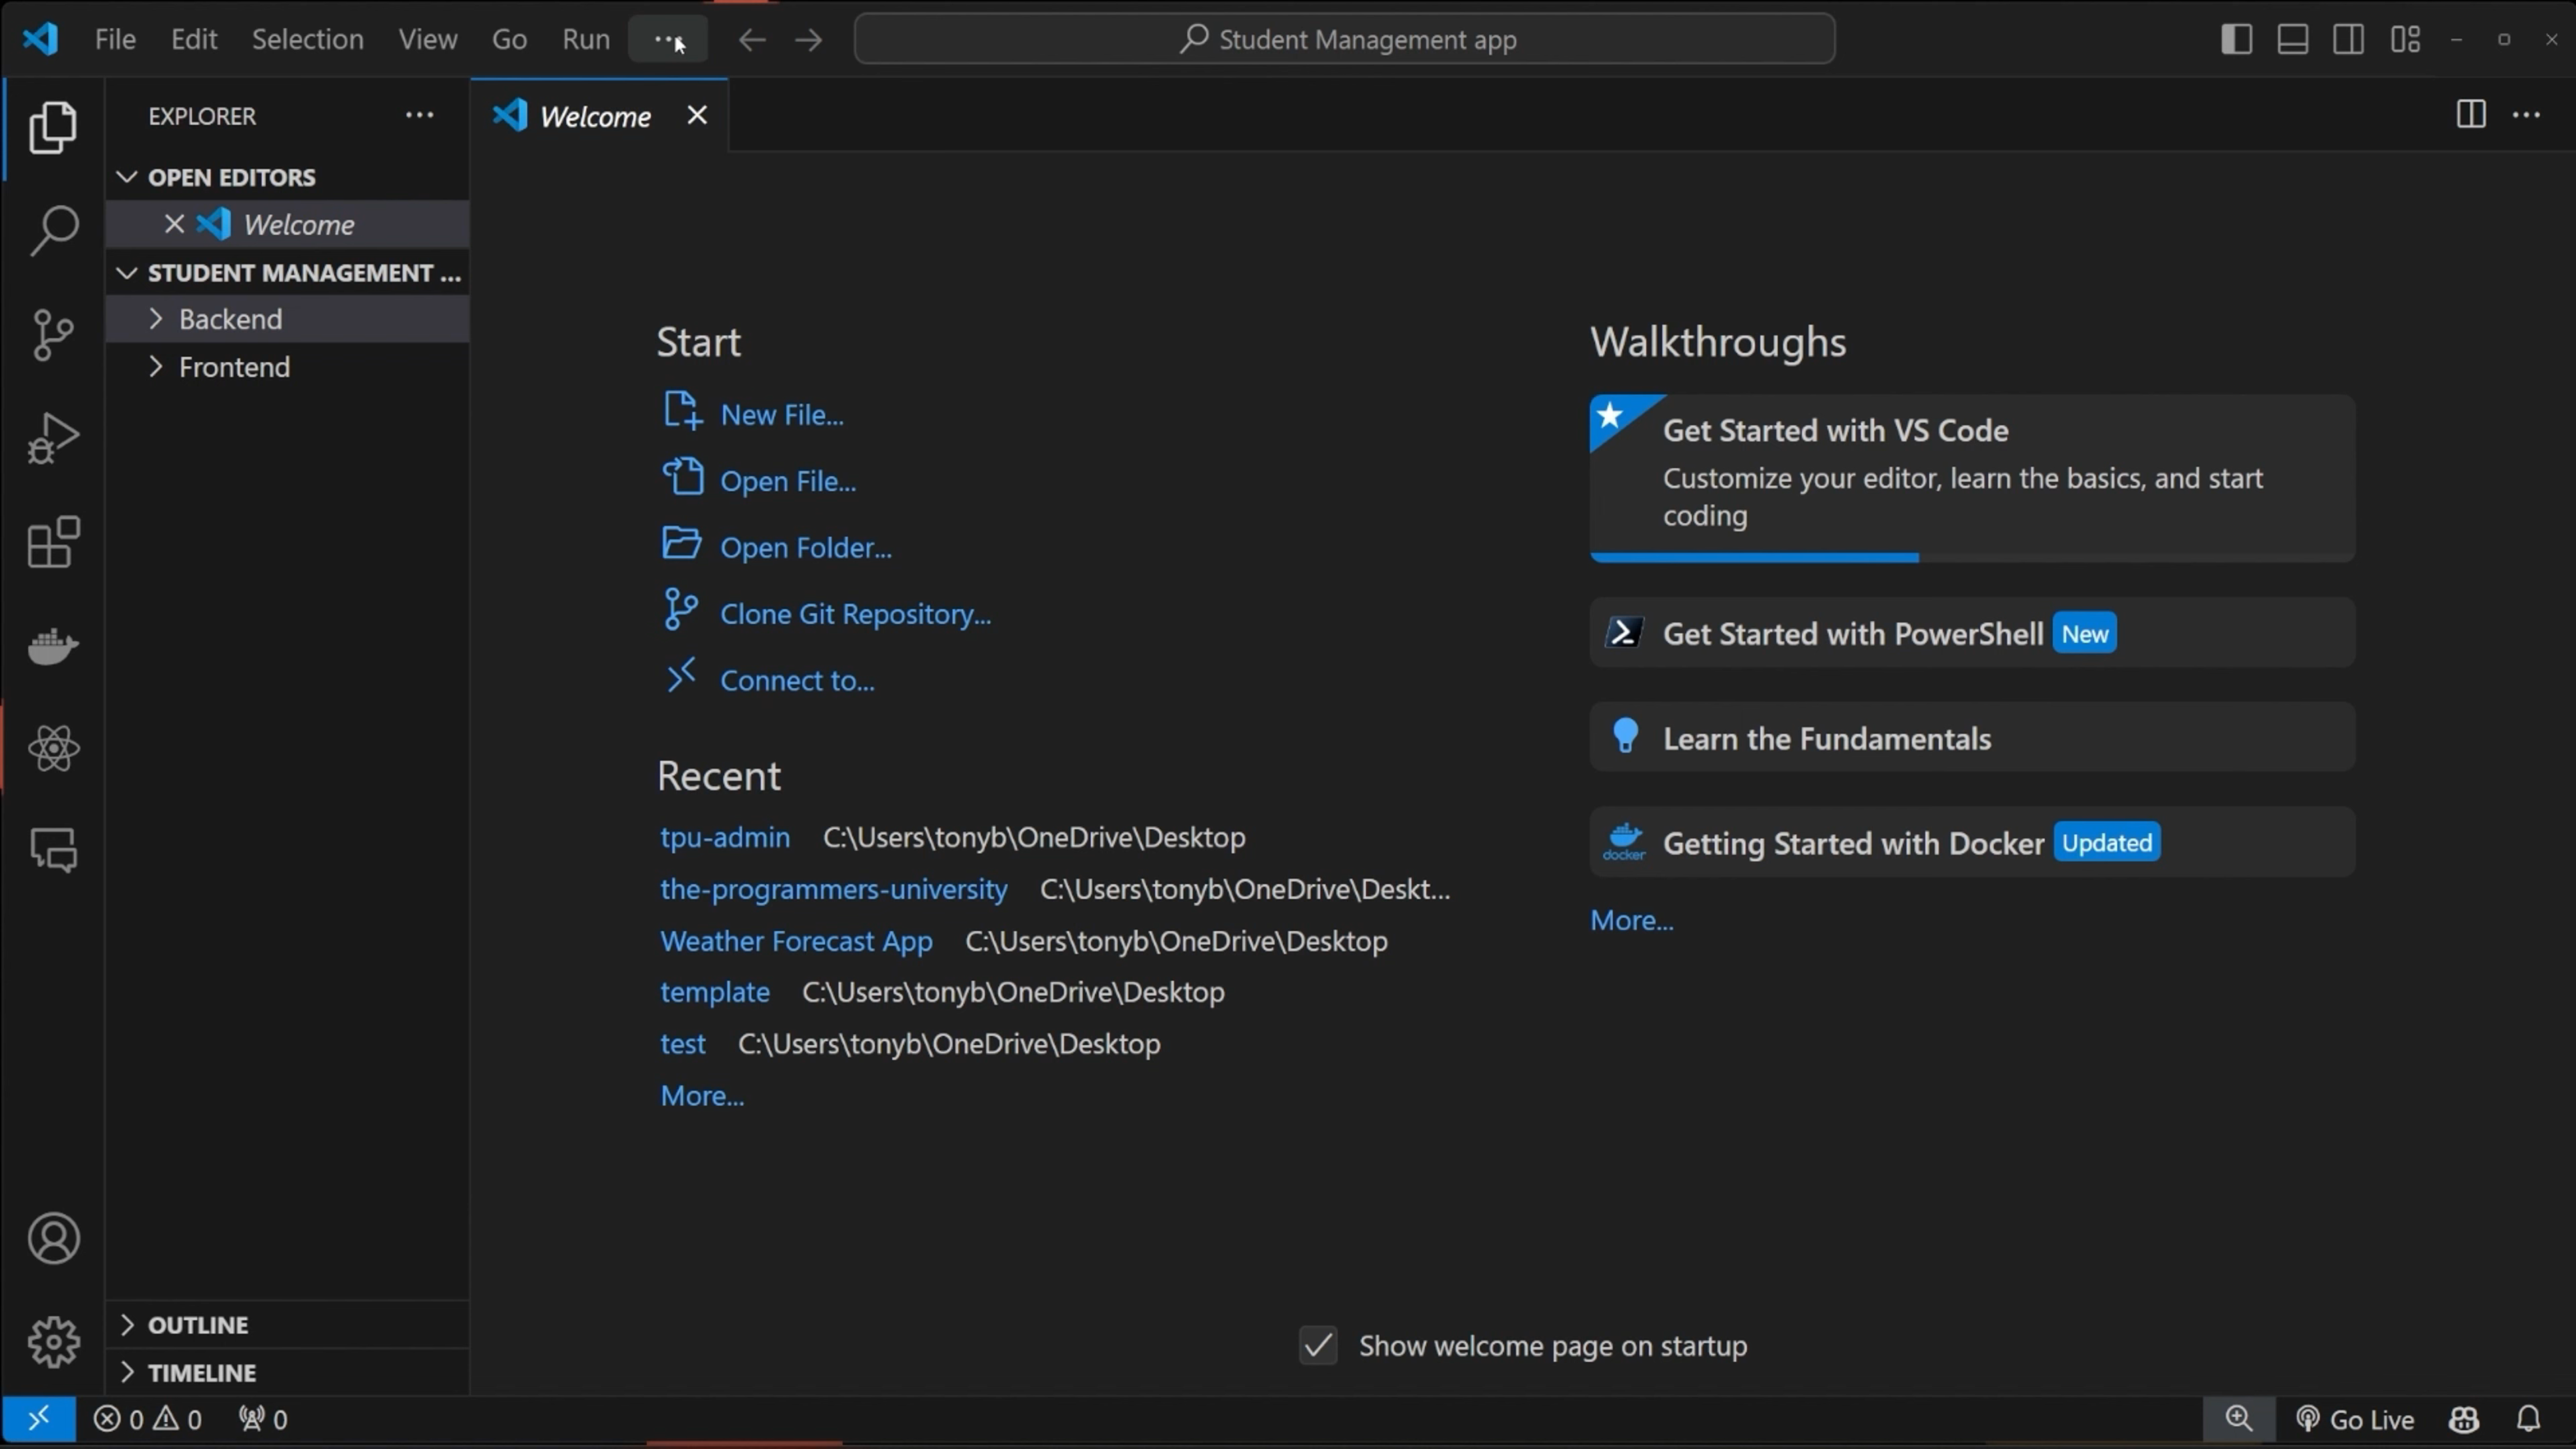 File Edit Selection View Go Run ··· Student Management app
EXPLORER ···
Welcome
OPEN EDITORS
Welcome
STUDENT MANAGEMENT ...
Backend
Frontend
Start
New File...
Open File...
Open Folder...
Clone Git Repository...
Connect to...
Recent
tpu-admin C:\Users\tonyb\OneDrive\Desktop
the-programmers-university C:\Users\tonyb\OneDrive\Deskt...
Weather Forecast App C:\Users\tonyb\OneDrive\Desktop
template C:\Users\tonyb\OneDrive\Desktop
test C:\Users\tonyb\OneDrive\Desktop
More...
Walkthroughs
Get Started with VS Code
Customize your editor, learn the basics, and start
coding
Get Started with PowerShell New
Learn the Fundamentals
docker
Getting Started with Docker Updated
More...
Show welcome page on startup
OUTLINE
TIMELINE
0 0 0 Go Live